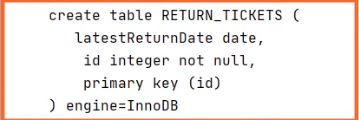 create table RETURN_TICKETS (
latestReturnDate date,
id integer not null,
primary key (id)
) engine=InnoDB